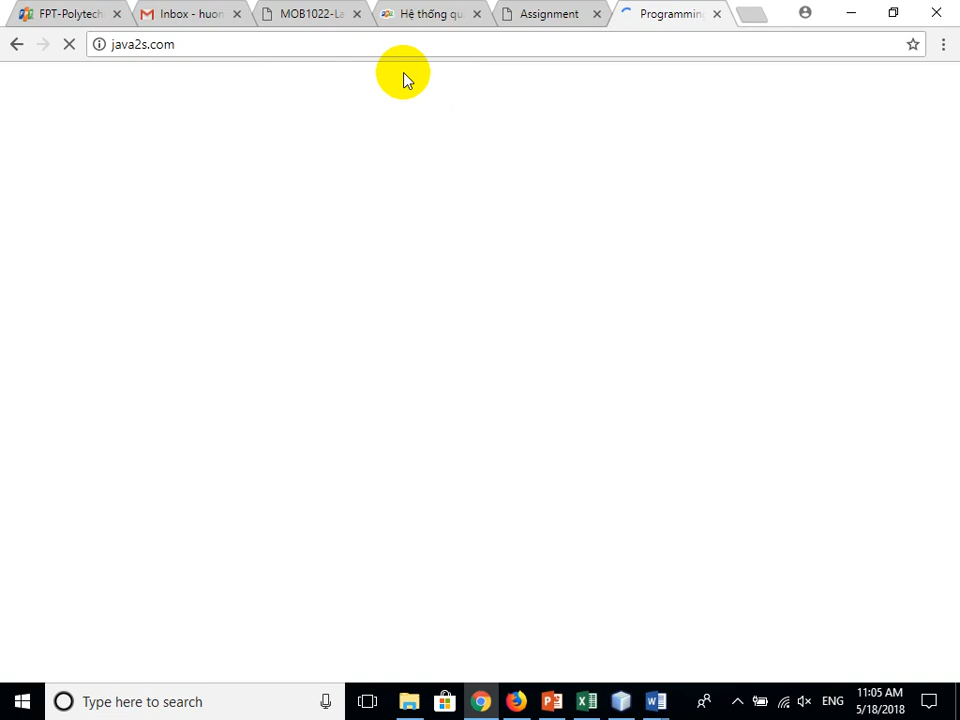 FPT-Polytech
Inbox - huon
MOB1022-La
Hệ thống qu
Assignment
Programmin
java2s.com
Type here to search
ENG
11:05 AM
5/18/2018